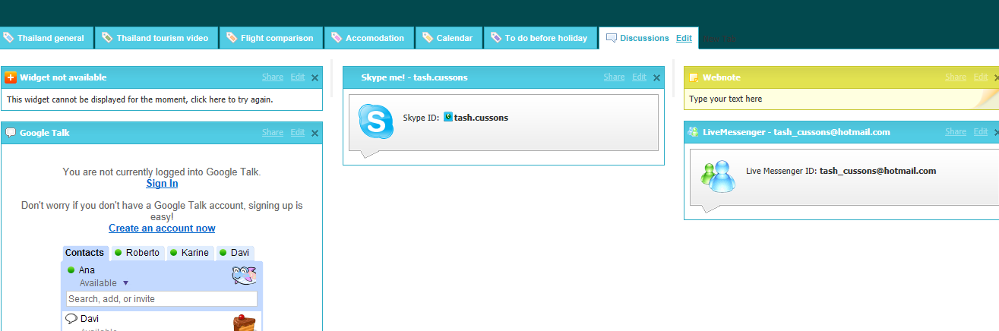 Thailand general
Thailand tourism video
Flight comparison
Accomodation
Calendar
To do before holiday
Discussions Edit
Widget not available Share Edit
This widget cannot be displayed for the moment, click here to try again.
Google Talk Share Edit
You are not currently logged into Google Talk.
Sign In
Don't worry if you don't have a Google Talk account, signing up is
easy!
Create an account now
Contacts Roberto Karine Davi
Ana
Available
Search, add, or invite
Davi
Available
Skype me! - tash.cussons Share Edit
S
Skype ID: tash.cussons
Webnote Share Edit
Type your text here
LiveMessenger - tash_cussons@hotmail.com Share Edit
Live Messenger ID: tash_cussons@hotmail.com